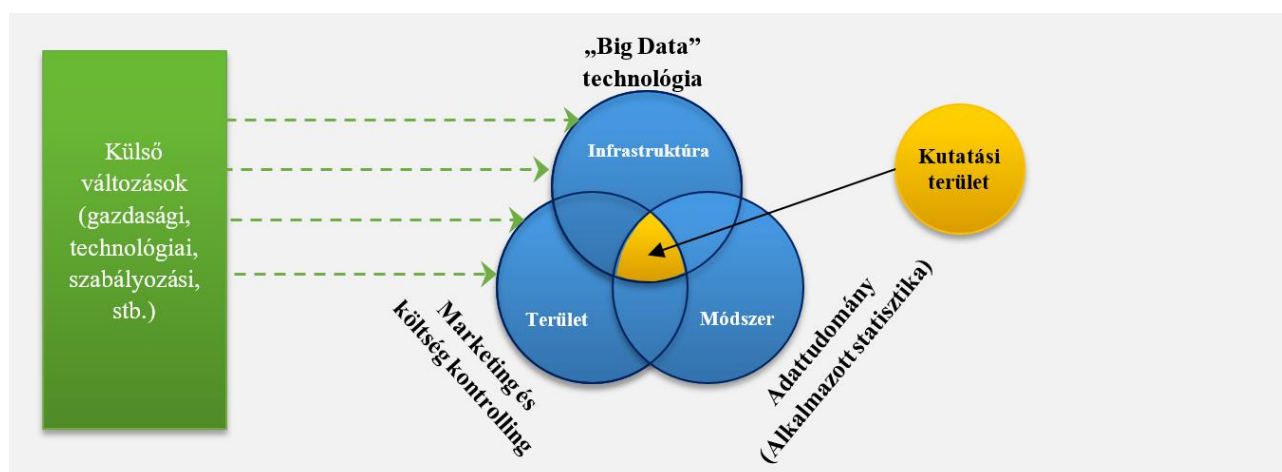 „Big Data”
technológia
Külső
változások
(gazdasági,
technológiai,
szabályozási,
stb.)
Infrastruktúra
Kutatási
terület
Terület
Módszer
Marketing és
költség kontrolling
Adattudomány
(Alkalmazott statisztika)